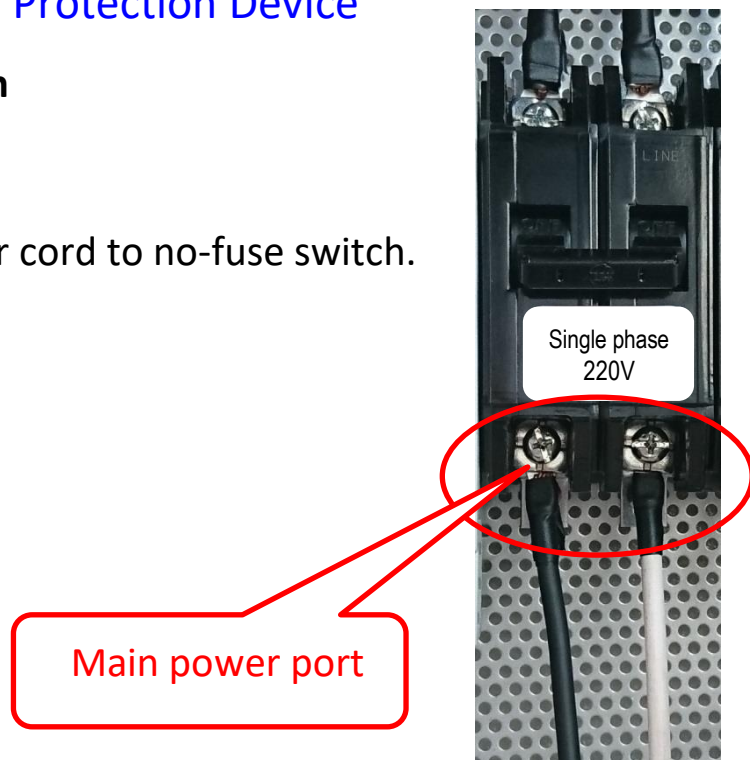 Protection Device
n
r cord to no-fuse switch.
LINE
Single phase
220V
Main power port